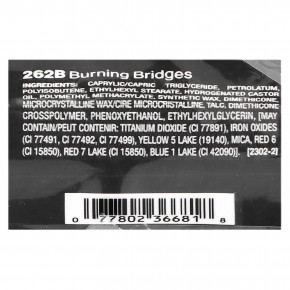 262B Burning Bridges
INGREDIENTS: CAPRYLIC/CAPRIC TRIGLYCERIDE, PETROLATUM,
POLYISOBUTENE, ETHYLHEXYL STEARATE, HYDROGENATED CASTOR
OIL, POLYMETHYL METHACRYLATE, SYNTHETIC WAX, DIMETHICONE,
MICROCRYSTALLINE WAX/CIRE MICROCRISTALLINE, TALC, DIMETHICONE
CROSSPOLYMER, PHENOXYETHANOL, ETHYLHEXYLGLYCERIN, [MAY
CONTAIN/PEUT CONTENIR: TITANIUM DIOXIDE (CI 77891), IRON OXIDES
(CI 77491, CI 77492, CI 77499), YELLOW 5 LAKE (19140), MICA, RED 6
(CI 15850), RED 7 LAKE (CI 15850), BLUE 1 LAKE (CI 42090)]. [2302-2]
0 77802 36681 8